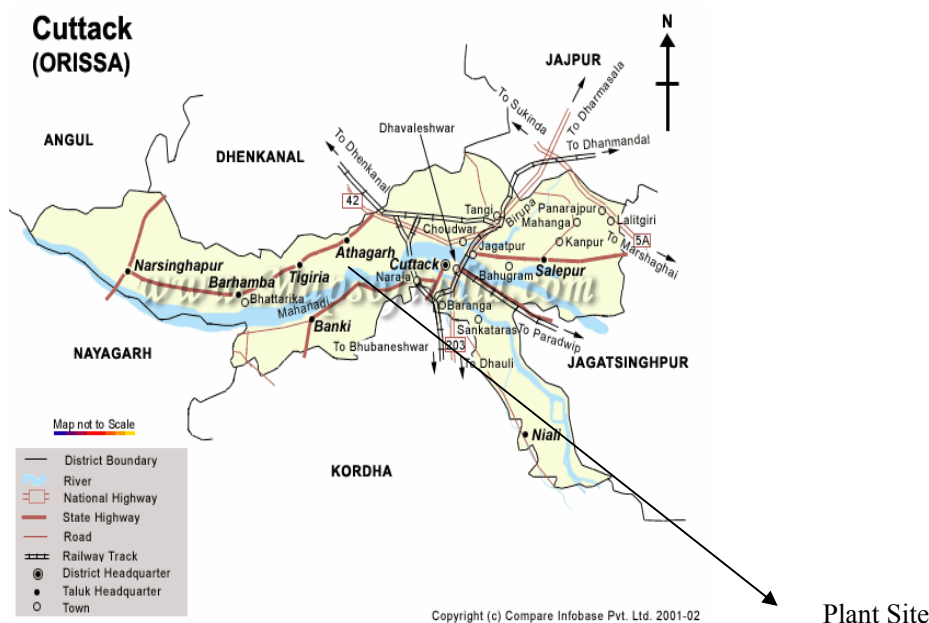 Cuttack
(ORISSA)
N
JAJPUR
ANGUL
DHENKANAL
Dhavaleshwar
To Sukinda
To Dharmasala
To Dhanmandal
To Dhenkanal
42
Tangi
Birupa
Panarajpur
Mahanga
Lalitgiri
Choudwar
Kanpur
5A
To Marshaghai
Athagarh
Jagatpur
Cuttack
Salepur
Bahugram
Naraja
Narsinghapur
Tigiria
Barhamba
Bhattarika
www.mapsofindia.com
Mahanadi
Baranga
Banki
Sankataras
To Paradwip
To Bhubaneshwar
203
To Dhauli
NAYAGARH
JAGATSINGHPUR
Map not to Scale
Niali
KORDHA
District Boundary
River
National Highway
State Highway
Road
Railway Track
District Headquarter
Taluk Headquarter
Town
Copyright (c) Compare Infobase Pvt. Ltd. 2001-02
Plant Site